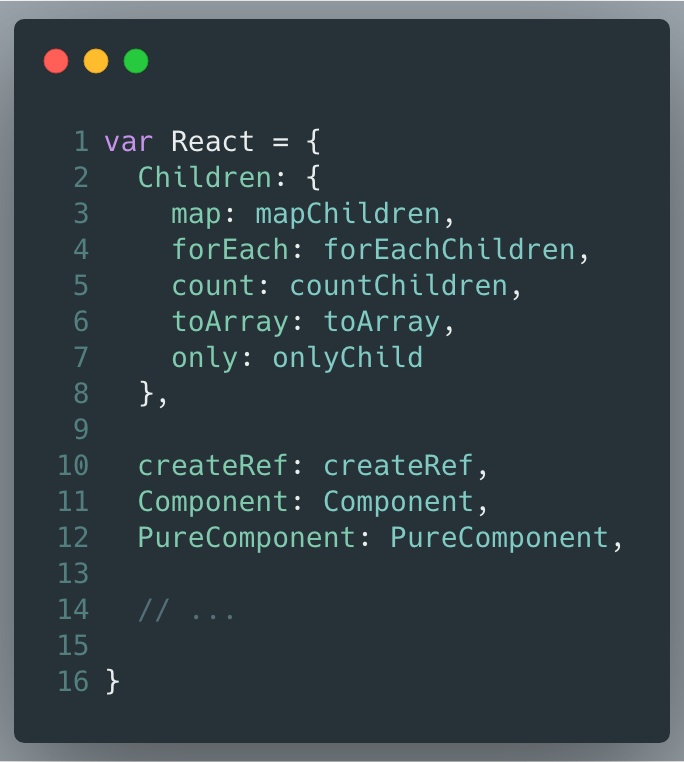 1 var React = {
2   Children: {
3     map: mapChildren,
4     forEach: forEachChildren,
5     count: countChildren,
6     toArray: toArray,
7     only: onlyChild
8   },
9
10   createRef: createRef,
11   Component: Component,
12   PureComponent: PureComponent,
13
14   // ...
15
16 }